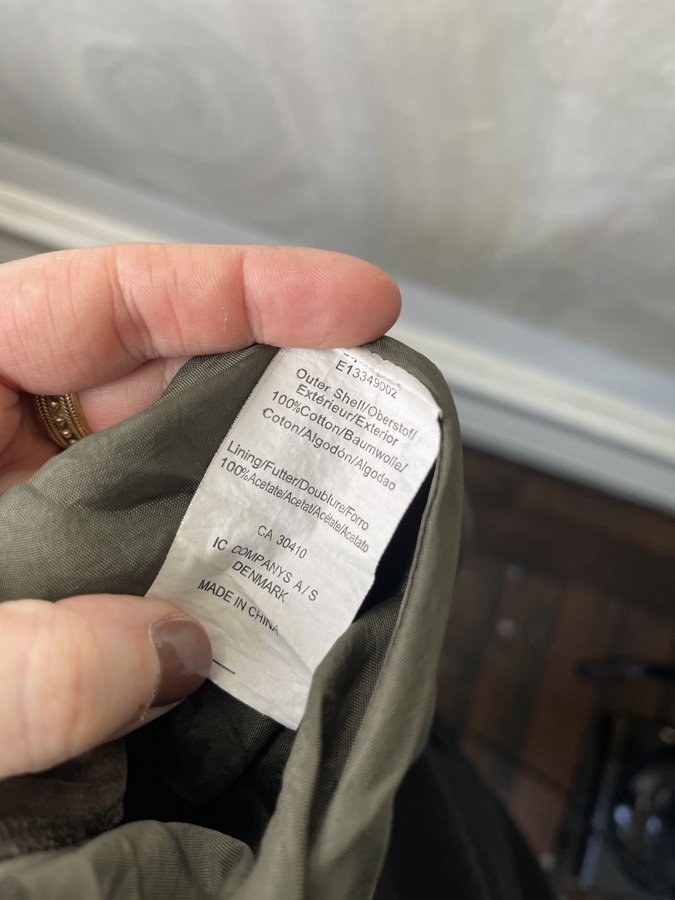 E13349002
Outer Shell/Oberstof/
Extérieur/Exterior
100%Cotton/Baumwolle/
Coton/Algodón/Algodao
Lining/Futter/Doublure/Forro
100%Acetate/Acetat/Acétate/Acetato
CA 30410
IC COMPANYS A/S
DENMARK
MADE IN CHINA